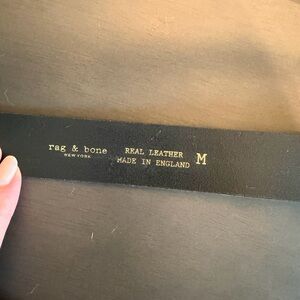 rag & bone
NEW YORK
REAL LEATHER
MADE IN ENGLAND
M